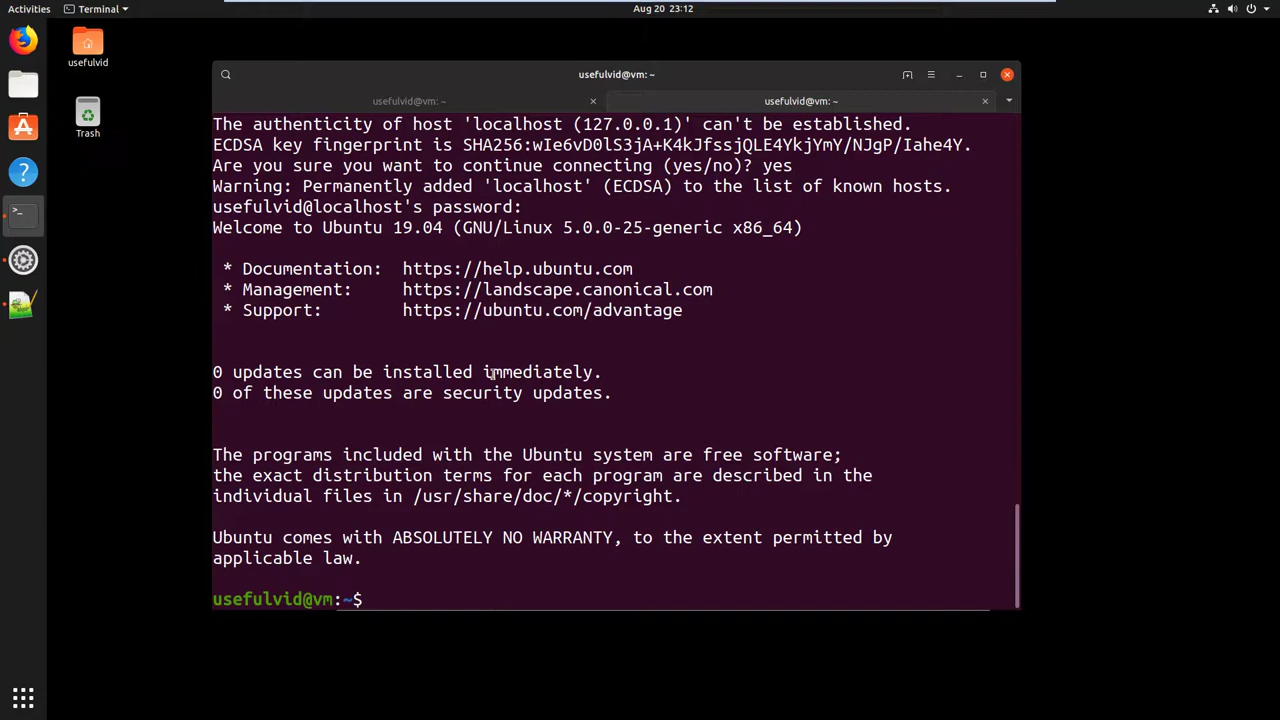 Activities
Terminal
Aug 20 23:12
usefulvid
Trash
usefulvid@vm: ~
usefulvid@vm: ~
usefulvid@vm: ~
The authenticity of host 'localhost (127.0.0.1)' can't be established.
ECDSA key fingerprint is SHA256:wIe6vD0lS3jA+K4kJfssjQLE4YkjYmY/NJgP/Iahe4Y.
Are you sure you want to continue connecting (yes/no)? yes
Warning: Permanently added 'localhost' (ECDSA) to the list of known hosts.
usefulvid@localhost's password:
Welcome to Ubuntu 19.04 (GNU/Linux 5.0.0-25-generic x86_64)
* Documentation:  https://help.ubuntu.com
* Management:     https://landscape.canonical.com
* Support:        https://ubuntu.com/advantage
0 updates can be installed immediately.
0 of these updates are security updates.
The programs included with the Ubuntu system are free software;
the exact distribution terms for each program are described in the
individual files in /usr/share/doc/*/copyright.
Ubuntu comes with ABSOLUTELY NO WARRANTY, to the extent permitted by
applicable law.
usefulvid@vm:~$